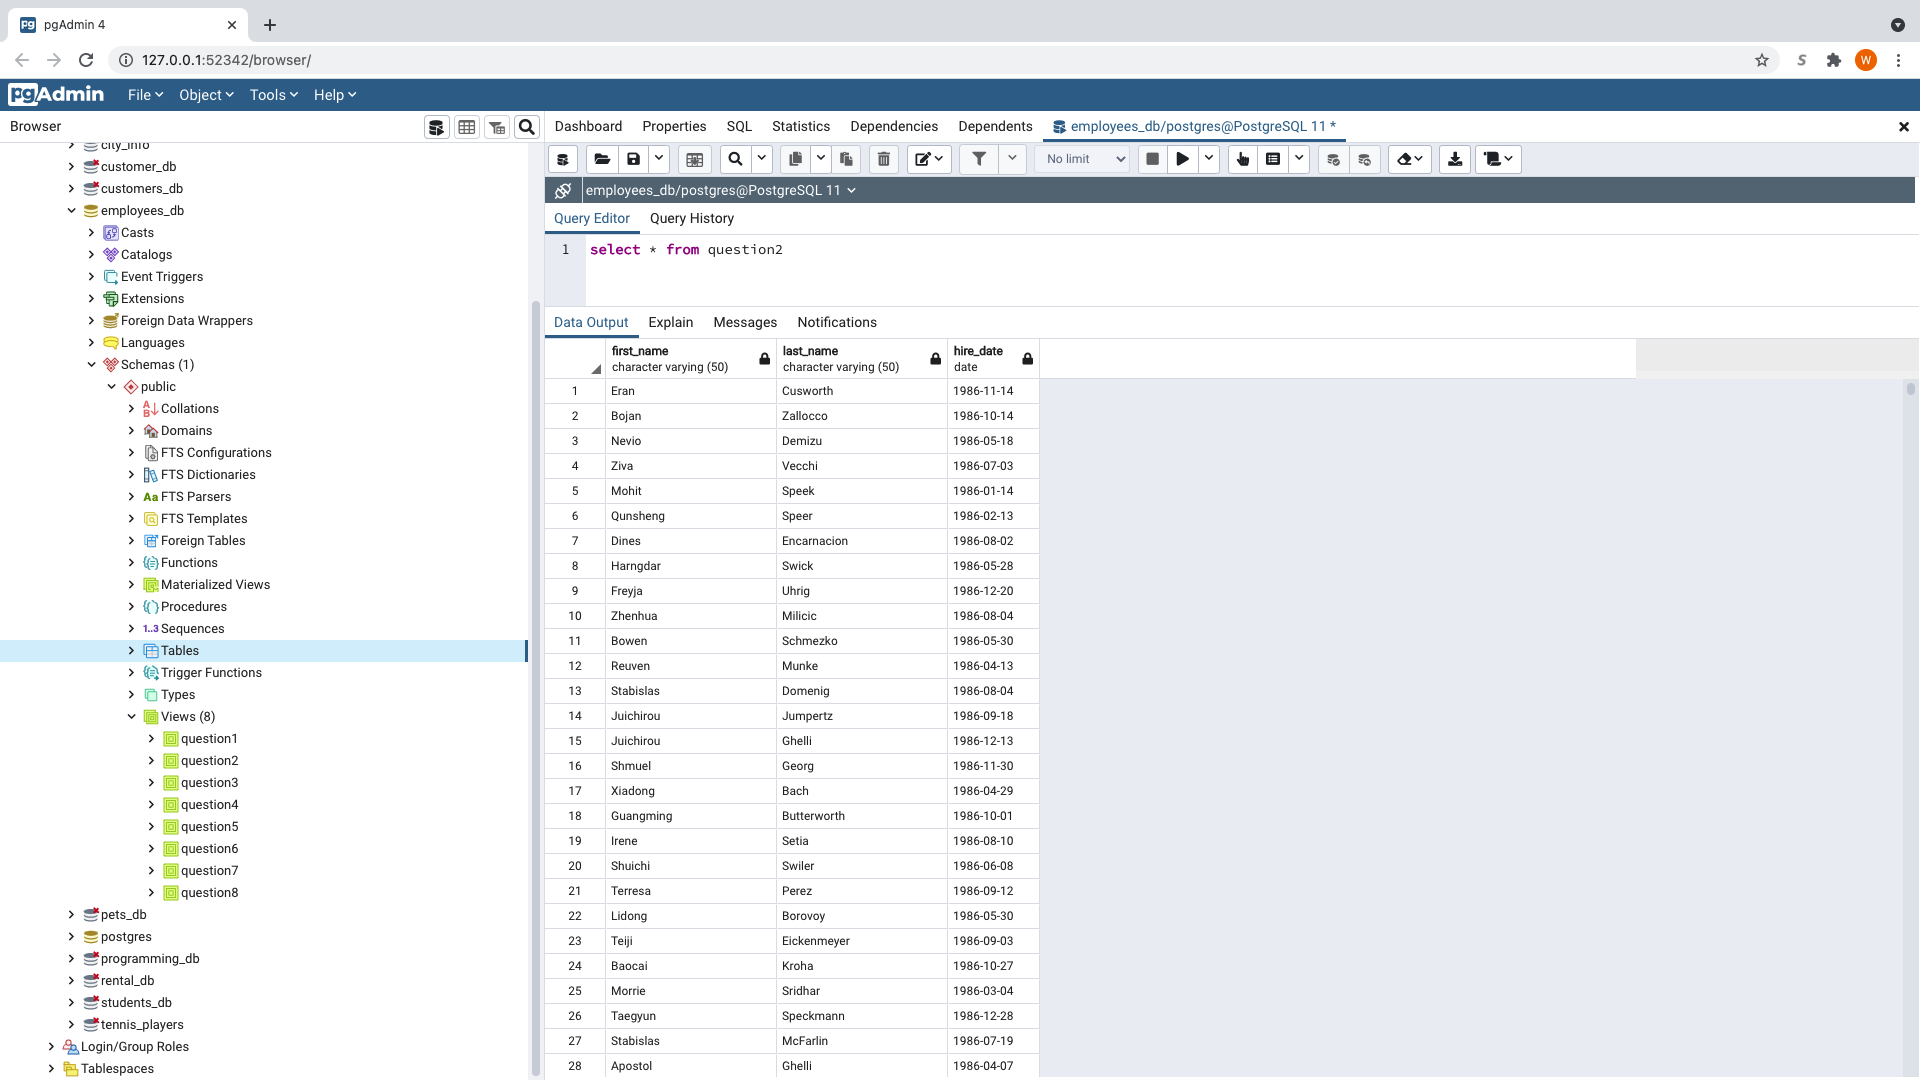 pgAdmin 4
127.0.0.1:52342/browser/
W
pgAdmin File Object Tools Help
Browser
Dashboard Properties SQL Statistics Dependencies Dependents employees_db/postgres@PostgreSQL 11 *
No limit
employees_db/postgres@PostgreSQL 11
Query Editor Query History
1 select * from question2
Data Output Explain Messages Notifications
city_info
customer_db
customers_db
employees_db
Casts
Catalogs
Event Triggers
Extensions
Foreign Data Wrappers
Languages
Schemas (1)
public
Collations
Domains
FTS Configurations
FTS Dictionaries
Aa FTS Parsers
FTS Templates
Foreign Tables
Functions
Materialized Views
Procedures
1..3 Sequences
Tables
Trigger Functions
Types
Views (8)
question1
question2
question3
question4
question5
question6
question7
question8
pets_db
postgres
programming_db
rental_db
students_db
tennis_players
Login/Group Roles
Tablespaces
first_name last_name hire_date
character varying (50) character varying (50) date
1 Eran Cusworth 1986-11-14
2 Bojan Zallocco 1986-10-14
3 Nevio Demizu 1986-05-18
4 Ziva Vecchi 1986-07-03
5 Mohit Speek 1986-01-14
6 Qunsheng Speer 1986-02-13
7 Dines Encarnacion 1986-08-02
8 Harngdar Swick 1986-05-28
9 Freyja Uhrig 1986-12-20
10 Zhenhua Milicic 1986-08-04
11 Bowen Schmezko 1986-05-30
12 Reuven Munke 1986-04-13
13 Stabislas Domenig 1986-08-04
14 Juichirou Jumpertz 1986-09-18
15 Juichirou Ghelli 1986-12-13
16 Shmuel Georg 1986-11-30
17 Xiadong Bach 1986-04-29
18 Guangming Butterworth 1986-10-01
19 Irene Setia 1986-08-10
20 Shuichi Swiler 1986-06-08
21 Terresa Perez 1986-09-12
22 Lidong Borovoy 1986-05-30
23 Teiji Eickenmeyer 1986-09-03
24 Baocai Kroha 1986-10-27
25 Morrie Sridhar 1986-03-04
26 Taegyun Speckmann 1986-12-28
27 Stabislas McFarlin 1986-07-19
28 Apostol Ghelli 1986-04-07